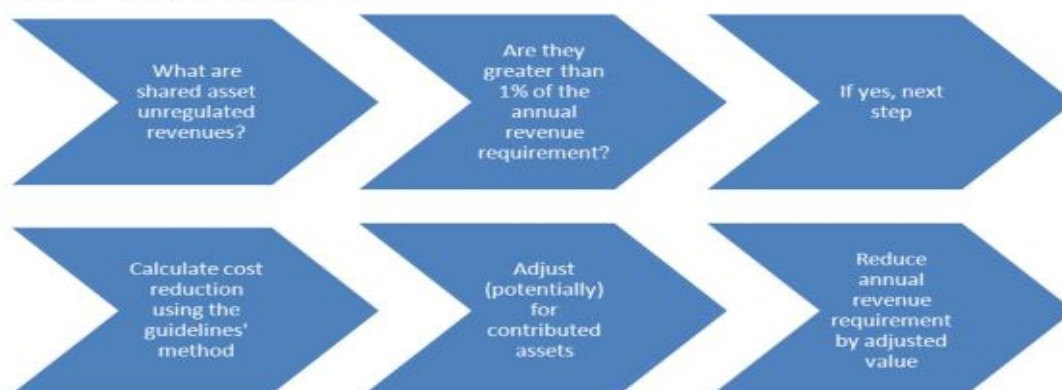 What are
shared asset
unregulated
revenues?
Are they
greater than
1% of the
annual
revenue
requirement?
If yes, next
step
Calculate cost
reduction
using the
guidelines'
method
Adjust
(potentially)
for
contributed
assets
Reduce
annual
revenue
requirement
by adjusted
value